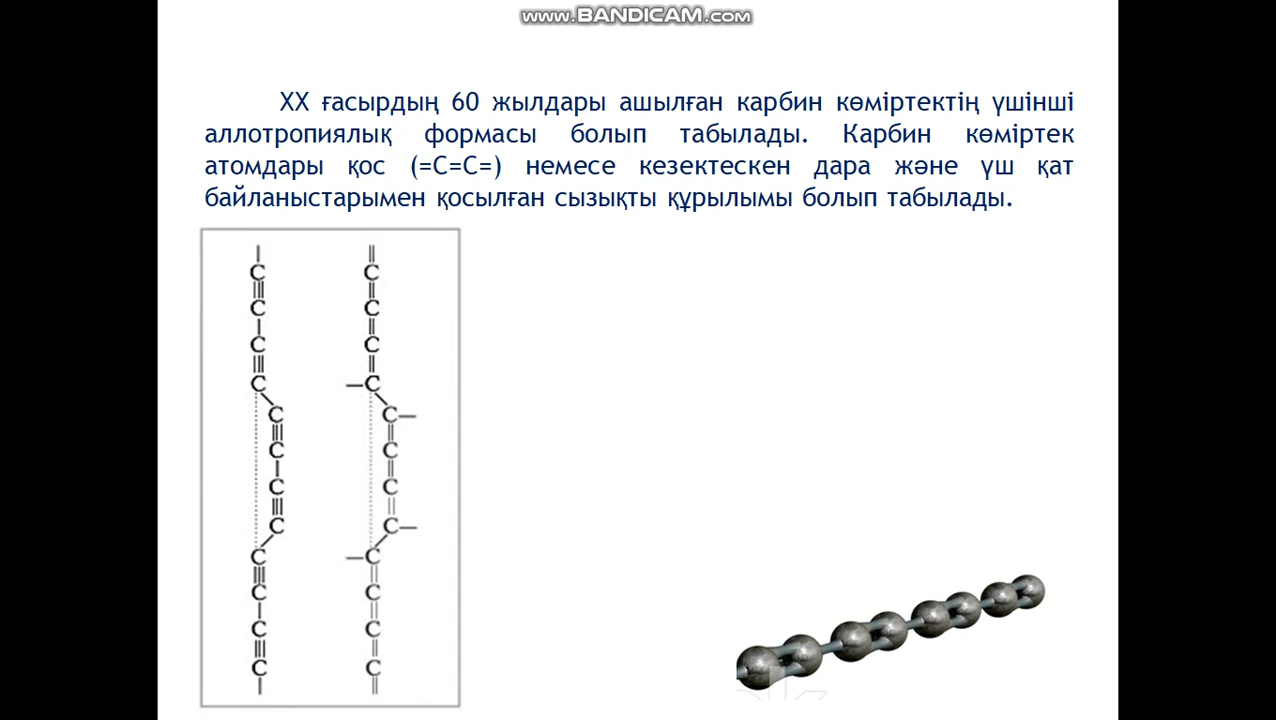 www.BANDICAM.com
XX ғасырдың 60 жылдары ашылған карбин көміртектің үшінші
аллотропиялық формасы болып табылады. Карбин көміртек
атомдары қос (=C=C=) немесе кезектескен дара және үш қат
байланыстарымен қосылған сызықты құрылымы болып табылады.
C C
C C
C C
C C
C C
C C
C C
C C
C C
C C
C C
C C